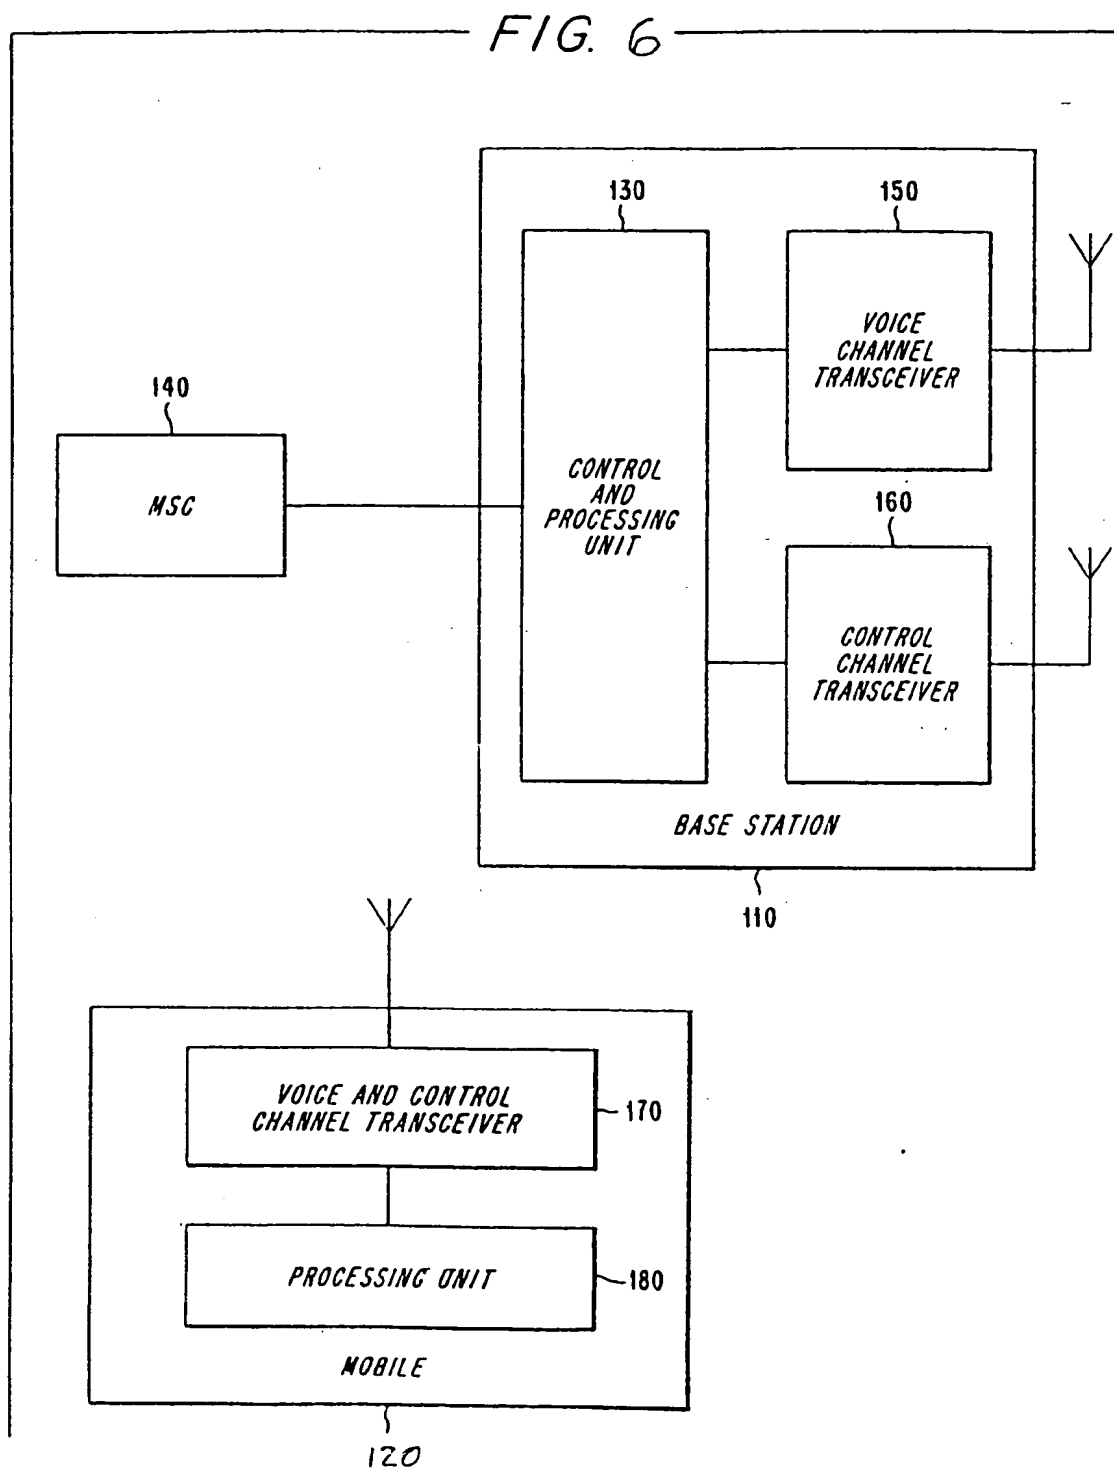 FIG. 6
130
150
VOICE
CHANNEL
TRANSCEIVER
140
MSC
CONTROL
AND
PROCESSING
UNIT
160
CONTROL
CHANNEL
TRANSCEIVER
BASE STATION
110
VOICE AND CONTROL
CHANNEL TRANSCEIVER
170
PROCESSING UNIT
180
MOBILE
120